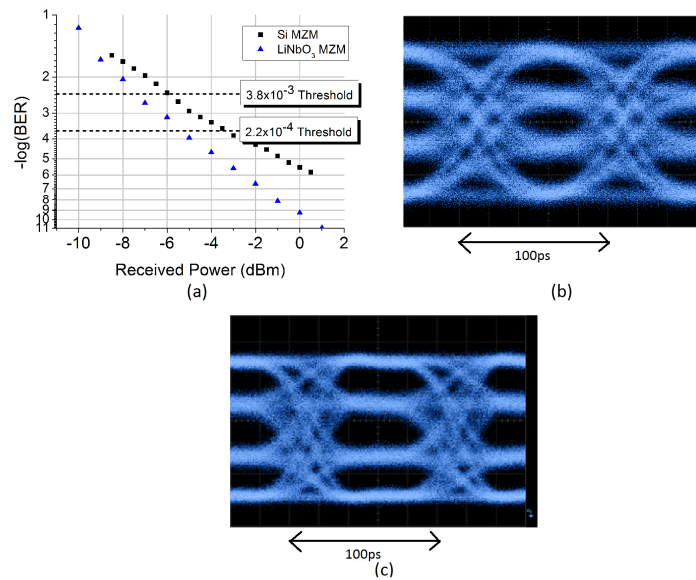 1
2
3
4
5
6
7
8
9
10
11
-log(BER)
Si MZM
LiNbO₃ MZM
3.8x10⁻³ Threshold
2.2x10⁻⁴ Threshold
-10 -8 -6 -4 -2 0 2
Received Power (dBm)
(a)
100ps
(b)
100ps
(c)